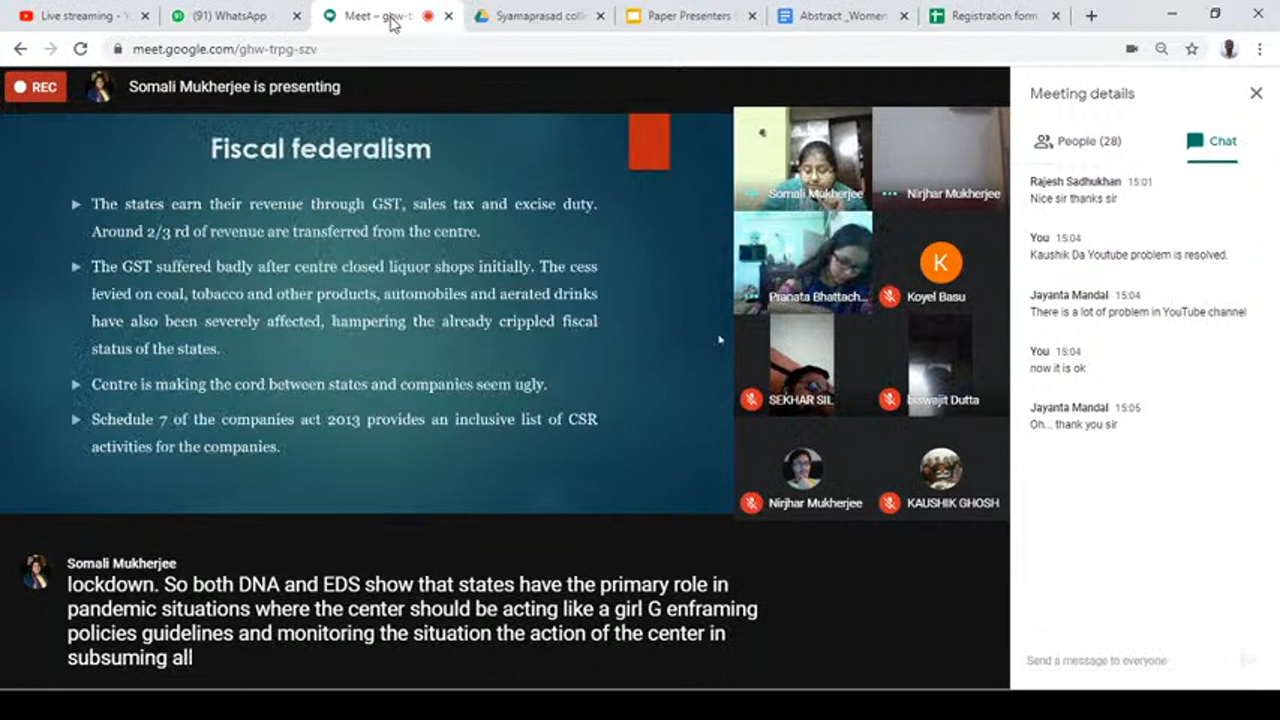 Live streaming - Y
(91) WhatsApp
Meet – ghw-t
Syamaprasad coll
Paper Presenters
Abstract _Women
Registration form
meet.google.com/ghw-trpg-szv
REC
Somali Mukherjee is presenting
Fiscal federalism
The states earn their revenue through GST, sales tax and excise duty.
Around 2/3 rd of revenue are transferred from the centre.
The GST suffered badly after centre closed liquor shops initially. The cess
levied on coal, tobacco and other products, automobiles and aerated drinks
have also been severely affected, hampering the already crippled fiscal
status of the states.
Centre is making the cord between states and companies seem ugly.
Schedule 7 of the companies act 2013 provides an inclusive list of CSR
activities for the companies.
Somali Mukherjee
Nirjhar Mukherjee
Pranata Bhattach...
Koyel Basu
K
SEKHAR SIL
biswajit Dutta
Nirjhar Mukherjee
KAUSHIK GHOSH
Somali Mukherjee
lockdown. So both DNA and EDS show that states have the primary role in
pandemic situations where the center should be acting like a girl G enframing
policies guidelines and monitoring the situation the action of the center in
subsuming all
Meeting details
People (28)
Chat
Rajesh Sadhukhan 15:01
Nice sir thanks sir
You 15:04
Kaushik Da Youtube problem is resolved.
Jayanta Mandal 15:04
There is a lot of problem in YouTube channel
You 15:04
now it is ok
Jayanta Mandal 15:05
Oh... thank you sir
Send a message to everyone